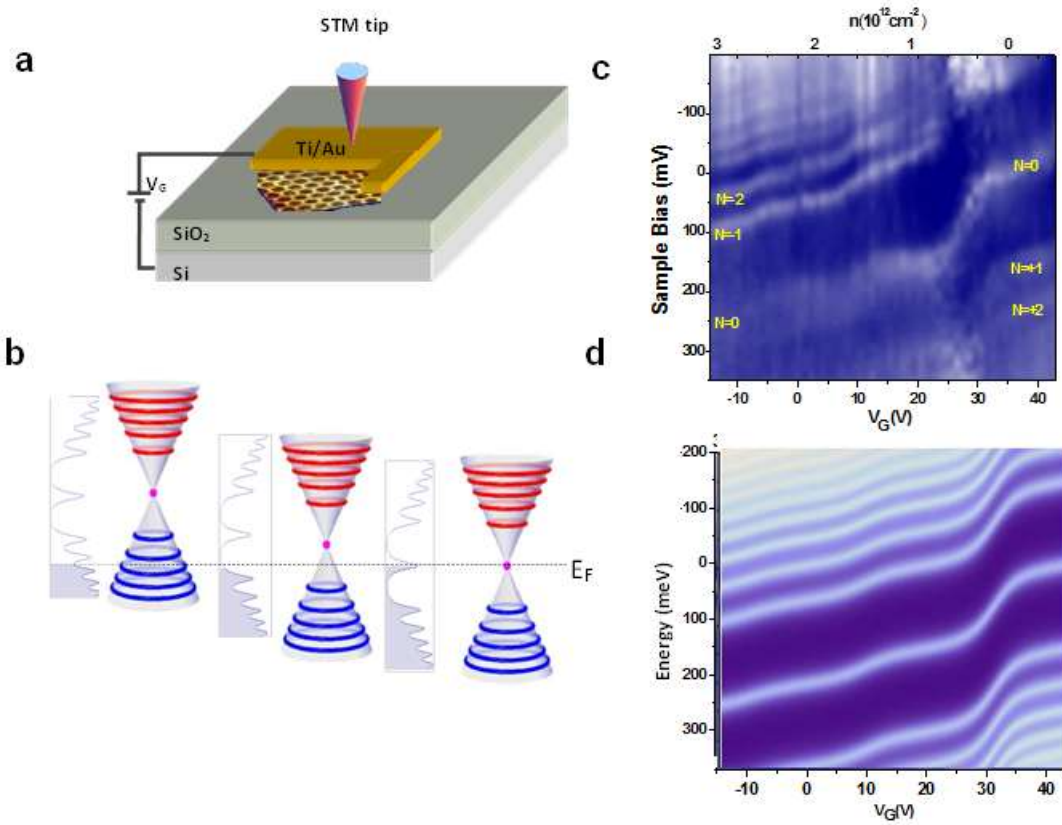 STM tip
a
Ti/Au
V_G
SiO₂
Si
b
E_F
c
n(10¹²cm⁻²
3 2 1 0
Sample Bias (mV)
-100
0
100
200
300
N=-2
N=-1
N=0
N=0
N=+1
N=+2
-10 0 10 20 30 40
V_G(V)
d
Energy (meV)
-200
-100
0
100
200
300
-10 0 10 20 30 40
V_G(V)